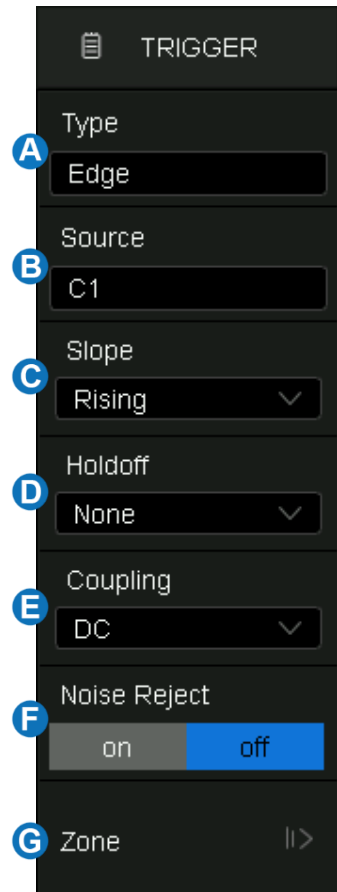 TRIGGER
Type
A
Edge
Source
B
C1
Slope
C
Rising
Holdoff
D
None
Coupling
E
DC
Noise Reject
F
on off
G Zone